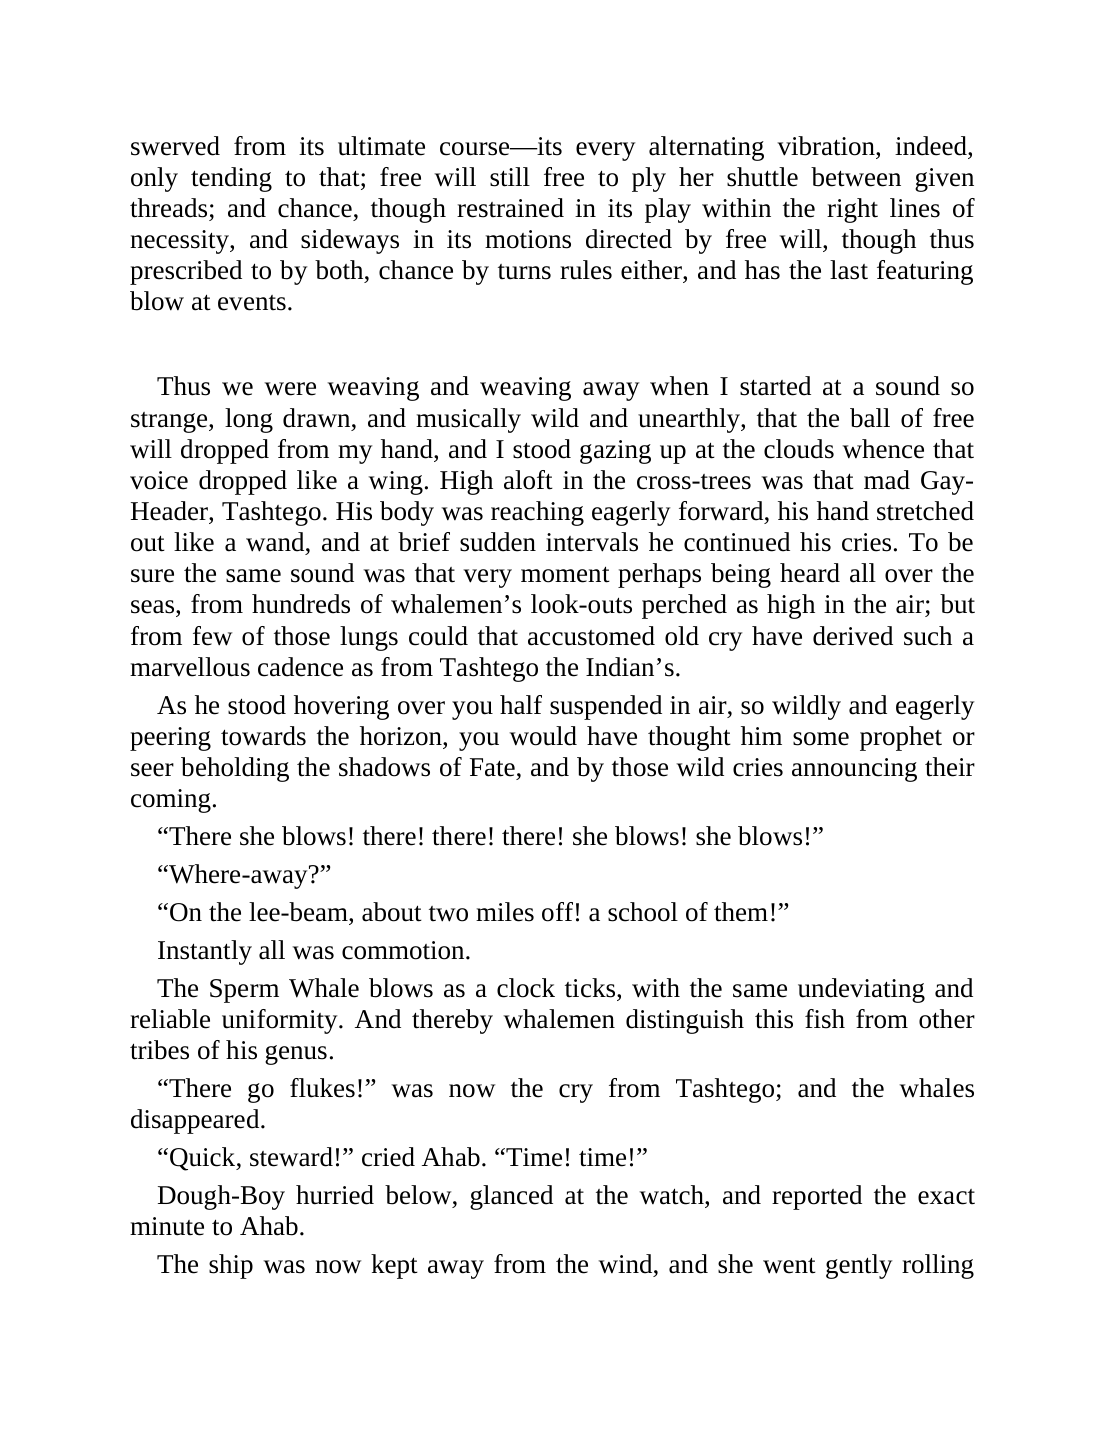 swerved from its ultimate course—its every alternating vibration, indeed,
only tending to that; free will still free to ply her shuttle between given
threads; and chance, though restrained in its play within the right lines of
necessity, and sideways in its motions directed by free will, though thus
prescribed to by both, chance by turns rules either, and has the last featuring
blow at events.
Thus we were weaving and weaving away when I started at a sound so
strange, long drawn, and musically wild and unearthly, that the ball of free
will dropped from my hand, and I stood gazing up at the clouds whence that
voice dropped like a wing. High aloft in the cross-trees was that mad Gay-
Header, Tashtego. His body was reaching eagerly forward, his hand stretched
out like a wand, and at brief sudden intervals he continued his cries. To be
sure the same sound was that very moment perhaps being heard all over the
seas, from hundreds of whalemen’s look-outs perched as high in the air; but
from few of those lungs could that accustomed old cry have derived such a
marvellous cadence as from Tashtego the Indian’s.
As he stood hovering over you half suspended in air, so wildly and eagerly
peering towards the horizon, you would have thought him some prophet or
seer beholding the shadows of Fate, and by those wild cries announcing their
coming.
“There she blows! there! there! there! she blows! she blows!”
“Where-away?”
“On the lee-beam, about two miles off! a school of them!”
Instantly all was commotion.
The Sperm Whale blows as a clock ticks, with the same undeviating and
reliable uniformity. And thereby whalemen distinguish this fish from other
tribes of his genus.
“There go flukes!” was now the cry from Tashtego; and the whales
disappeared.
“Quick, steward!” cried Ahab. “Time! time!”
Dough-Boy hurried below, glanced at the watch, and reported the exact
minute to Ahab.
The ship was now kept away from the wind, and she went gently rolling